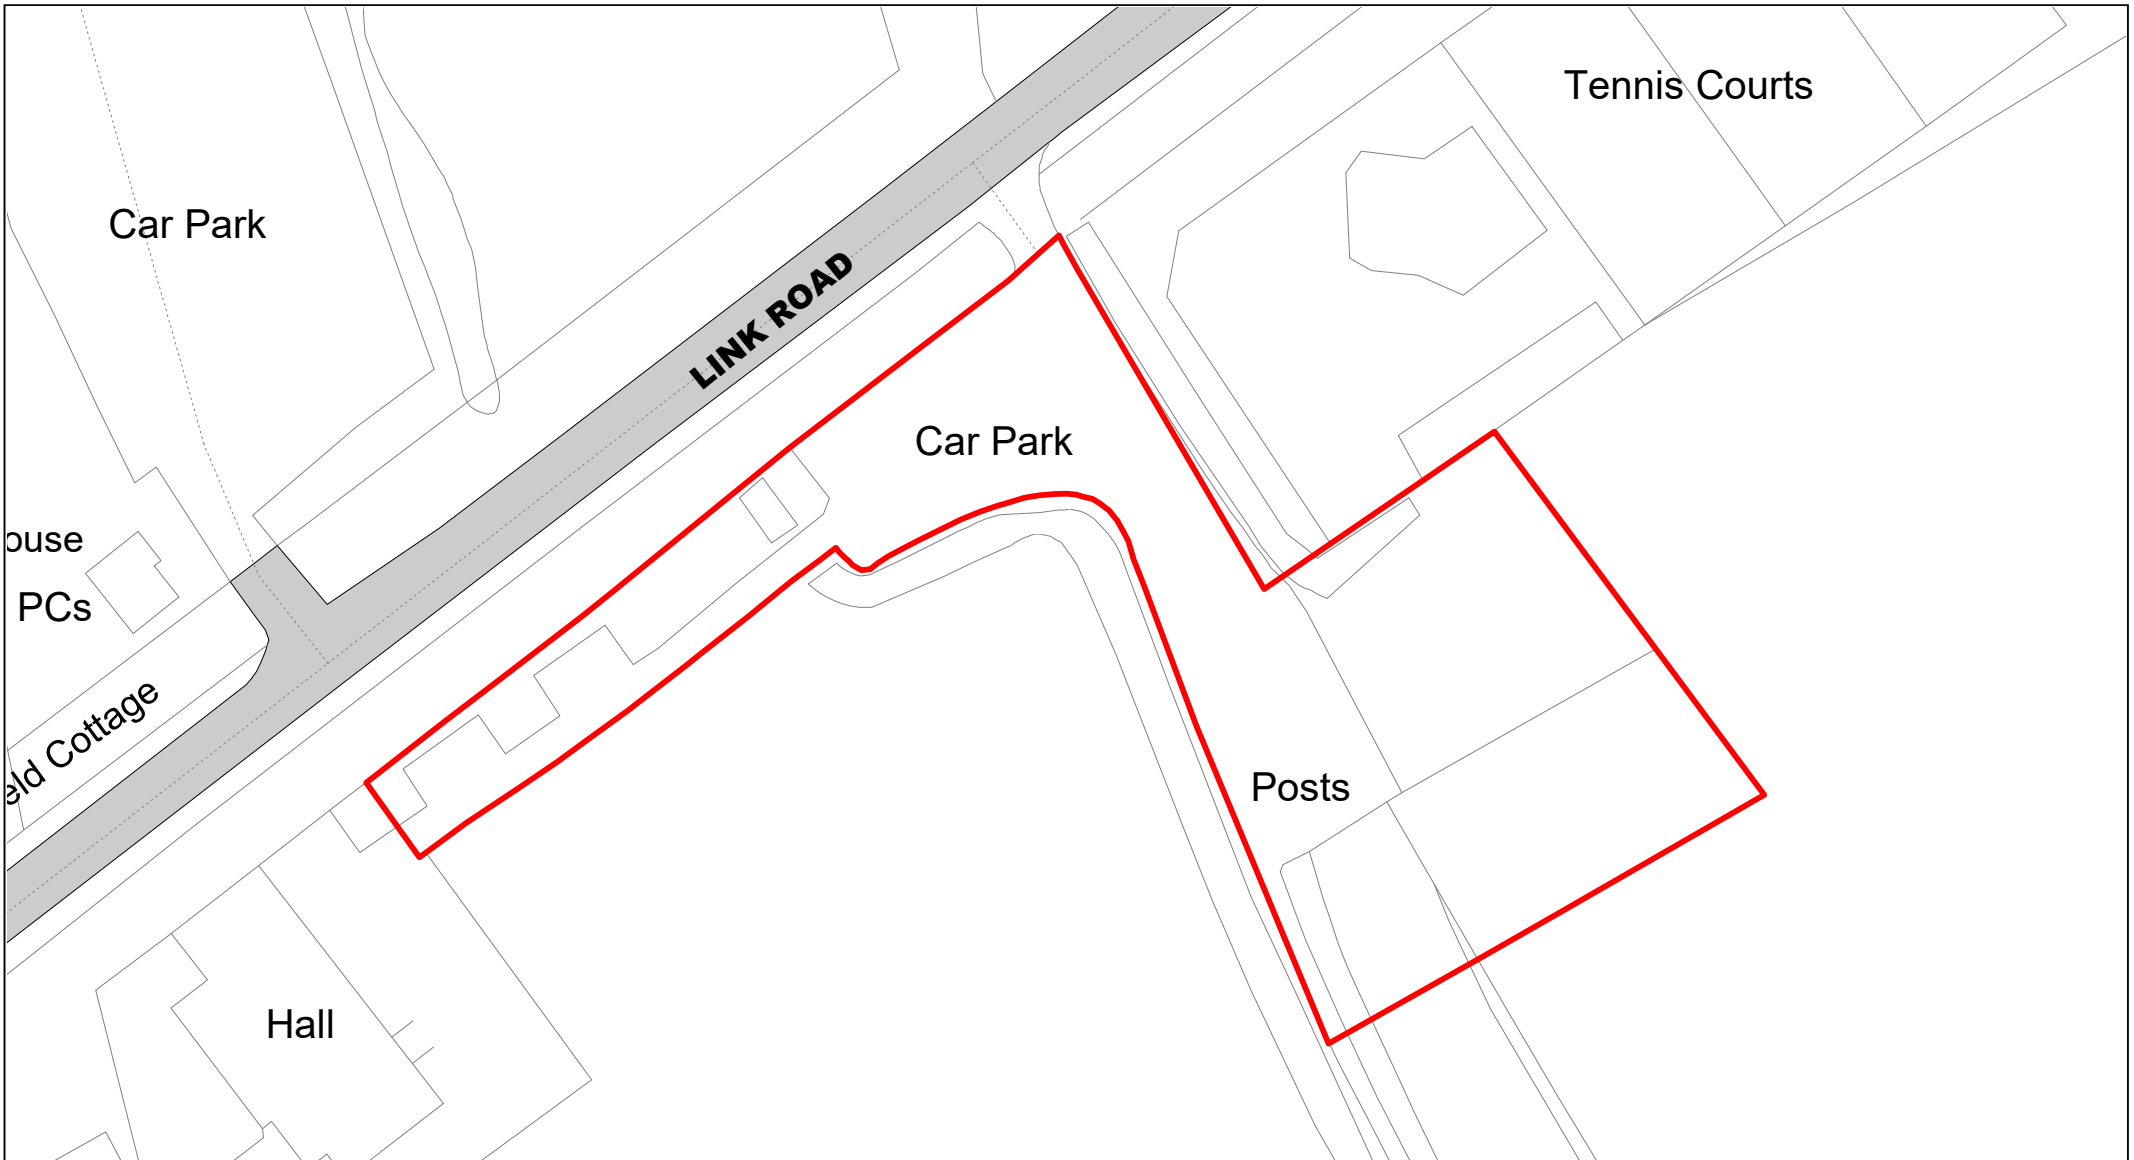 Tennis Courts
Car Park
LINK ROAD
Car Park
ouse
PCs
eld Cottage
Posts
Hall